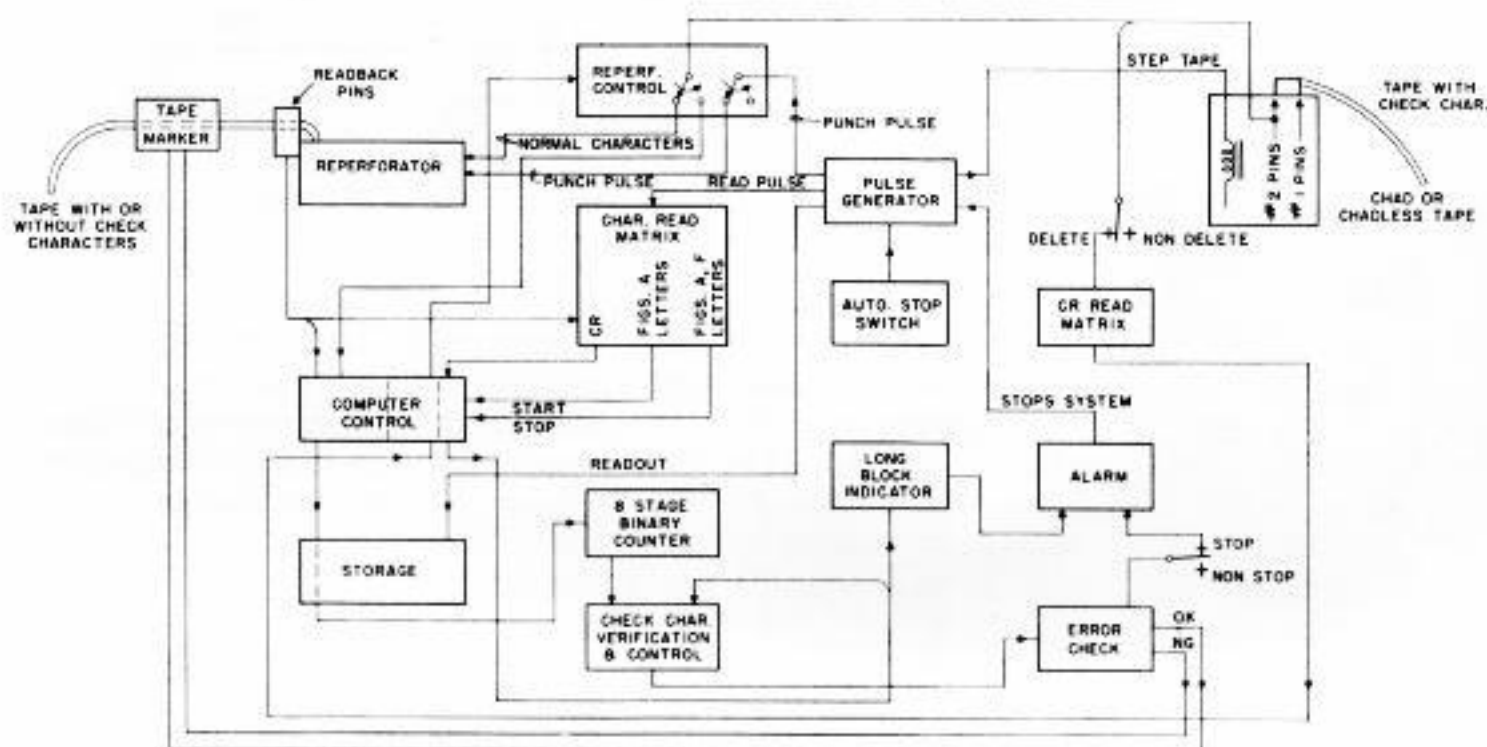 READBACK
PINS
TAPE
MARKER
REPERFORATOR
TAPE WITH OR
WITHOUT CHECK
CHARACTERS
REPERF.
CONTROL
NORMAL CHARACTERS
PUNCH PULSE
PUNCH PULSE
READ PULSE
STEP TAPE
TAPE WITH
CHECK CHAR.
# 2 PINS
# 1 PINS
CHAD OR
CHADLESS TAPE
PULSE
GENERATOR
CHAR. READ
MATRIX
CR
FIGS. A
LETTERS
FIGS. A, F
LETTERS
DELETE
NON DELETE
AUTO. STOP
SWITCH
CR READ
MATRIX
COMPUTER
CONTROL
START
STOP
STOPS SYSTEM
READOUT
LONG
BLOCK
INDICATOR
ALARM
8 STAGE
BINARY
COUNTER
STORAGE
STOP
NON STOP
CHECK CHAR.
VERIFICATION
& CONTROL
ERROR
CHECK
OK
NG